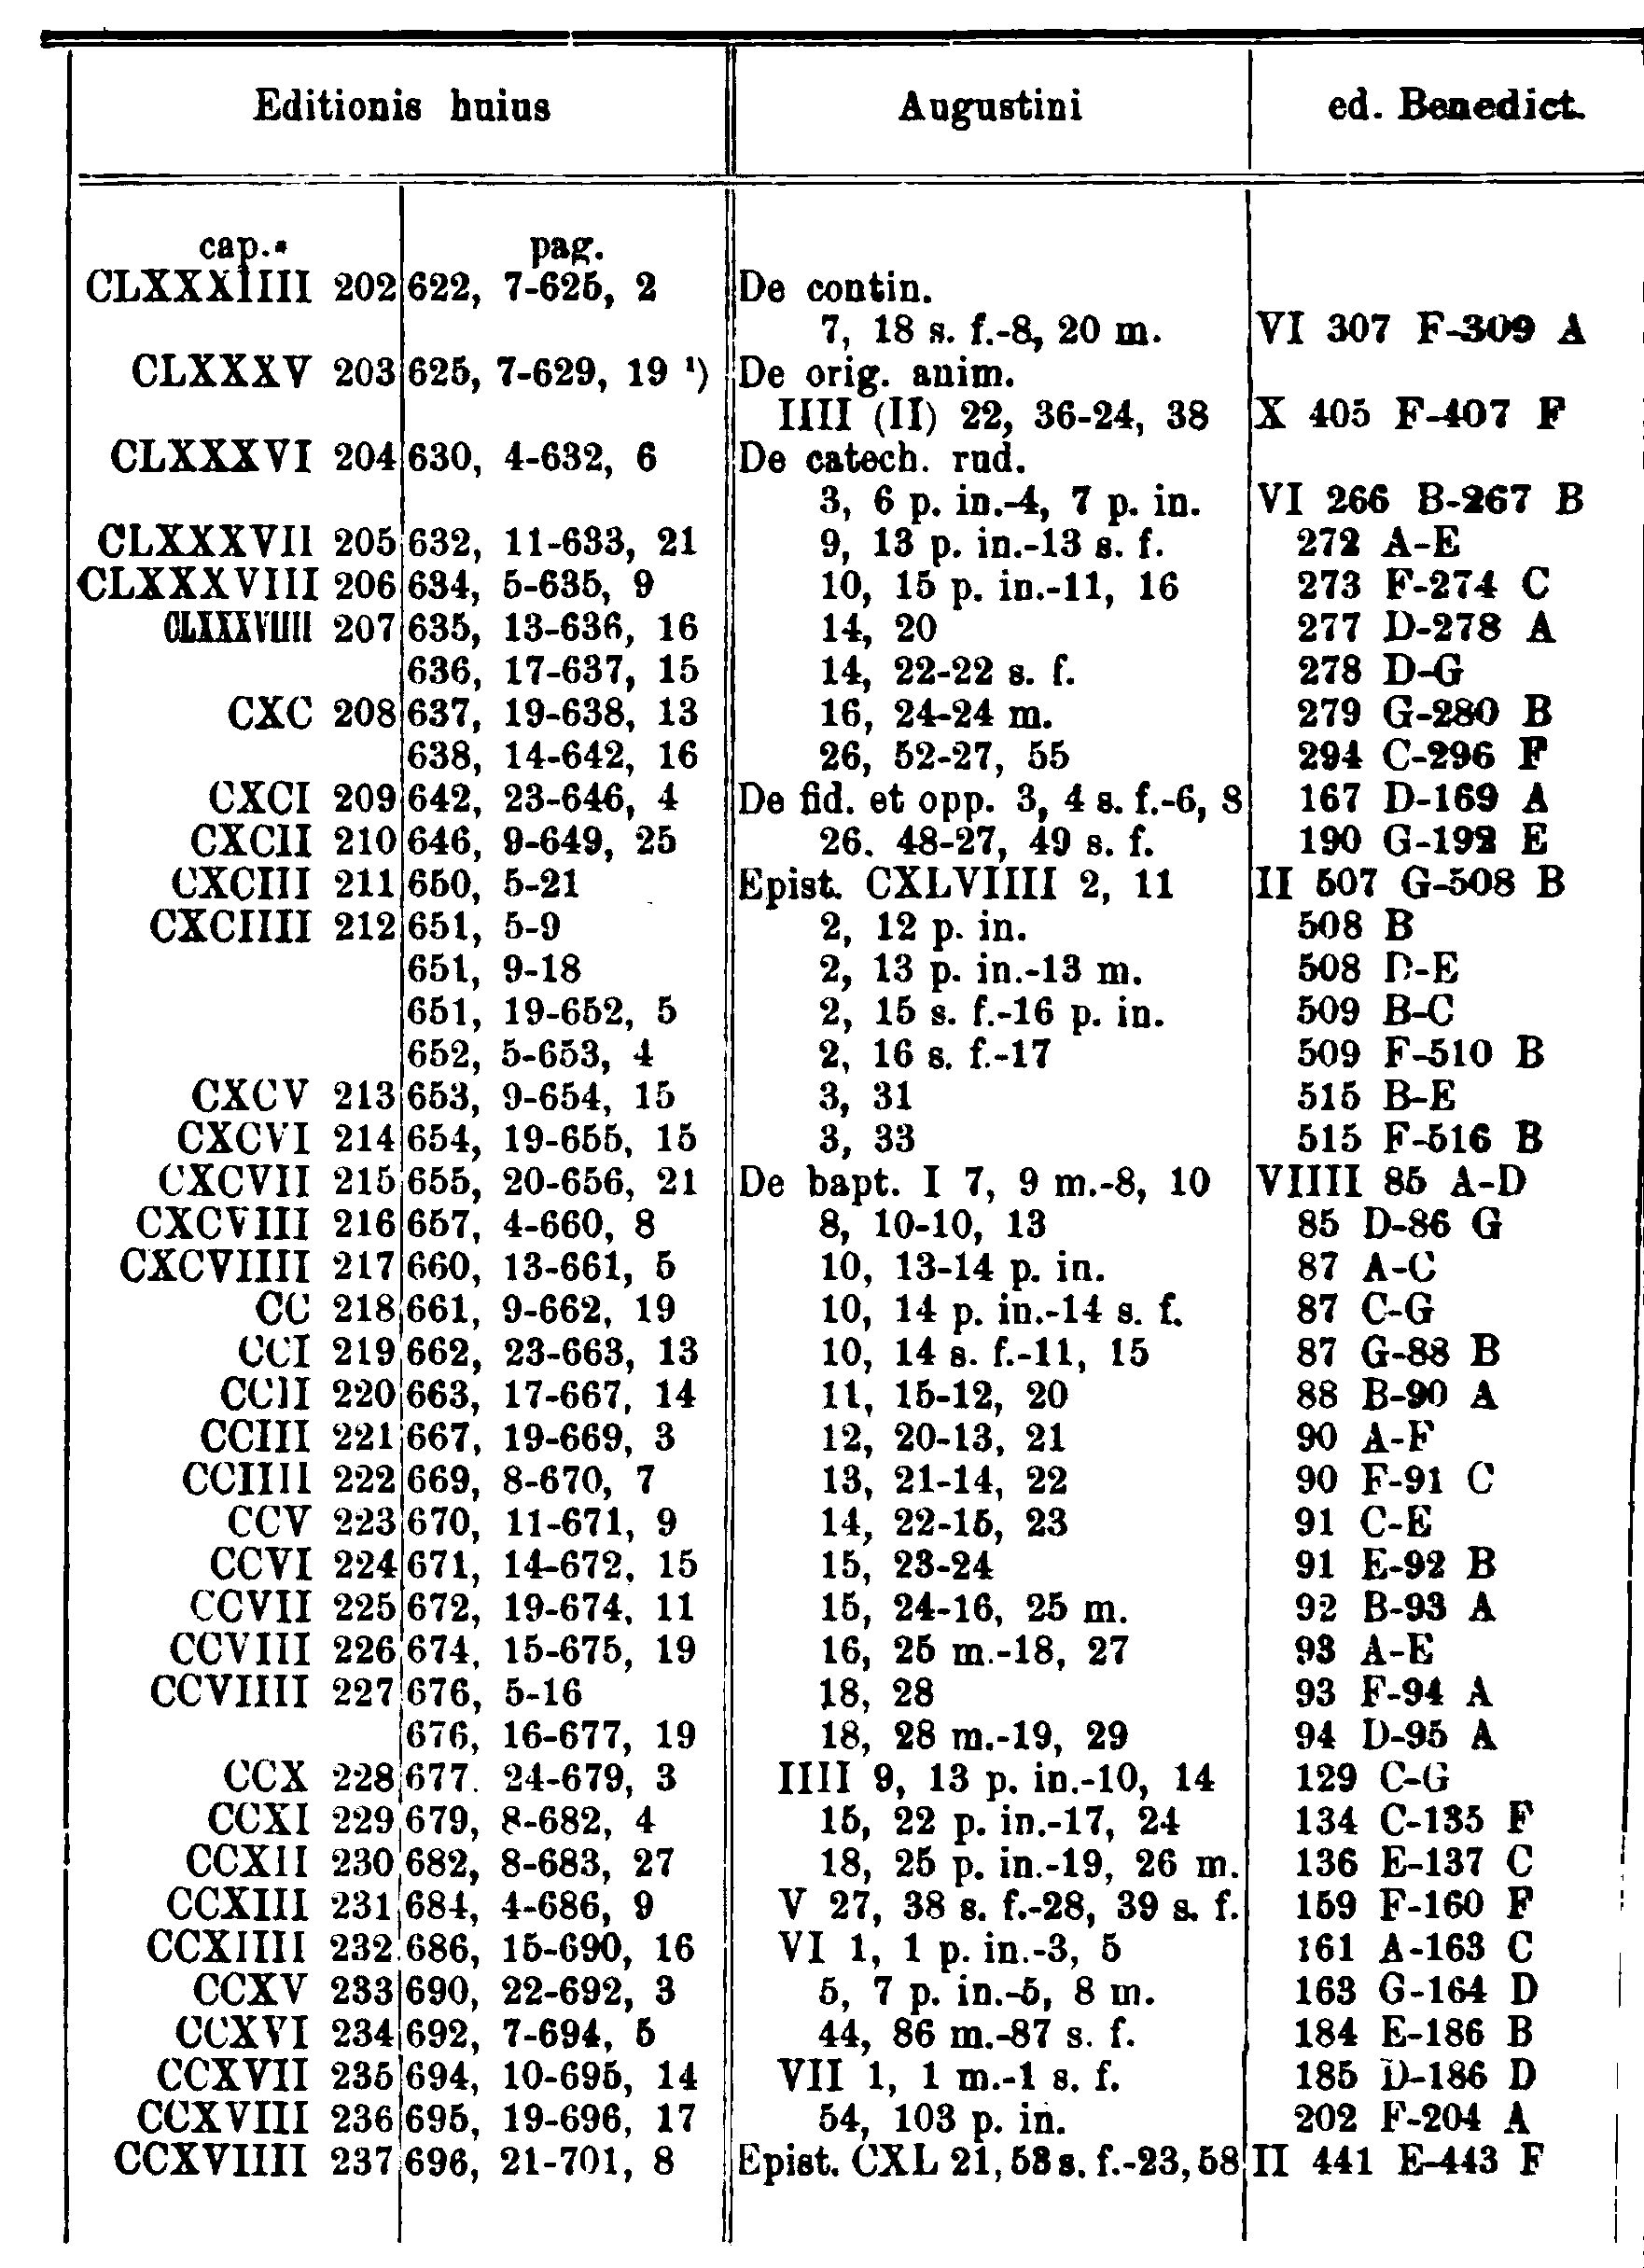 Editionis huius Augustini ed. Benedict.
cap. pag.
CLXXXIIII 202 622, 7-625, 2 De contin.
7, 18 s. f.-8, 20 m. VI 307 F-309 A
CLXXXV 203 625, 7-629, 19 ¹) De orig. anim.
IIII (II) 22, 36-24, 38 X 405 F-407 F
CLXXXVI 204 630, 4-632, 6 De catech. rud.
3, 6 p. in.-4, 7 p. in. VI 266 B-267 B
CLXXXVII 205 632, 11-633, 21 9, 13 p. in.-13 s. f. 272 A-E
CLXXXVIII 206 634, 5-635, 9 10, 15 p. in.-11, 16 273 F-274 C
CLXXXVIIII 207 635, 13-636, 16 14, 20 277 D-278 A
636, 17-637, 15 14, 22-22 s. f. 278 D-G
CXC 208 637, 19-638, 13 16, 24-24 m. 279 G-280 B
638, 14-642, 16 26, 52-27, 55 294 C-296 F
CXCI 209 642, 23-646, 4 De fid. et opp. 3, 4 s. f.-6, 8 167 D-169 A
CXCII 210 646, 9-649, 25 26. 48-27, 49 s. f. 190 G-192 E
CXCIII 211 650, 5-21 Epist. CXLVIIII 2, 11 II 507 G-508 B
CXCIIII 212 651, 5-9 2, 12 p. in. 508 B
651, 9-18 2, 13 p. in.-13 m. 508 D-E
651, 19-652, 5 2, 15 s. f.-16 p. in. 509 B-C
652, 5-653, 4 2, 16 s. f.-17 509 F-510 B
CXCV 213 653, 9-654, 15 3, 31 515 B-E
CXCVI 214 654, 19-655, 15 3, 33 515 F-516 B
CXCVII 215 655, 20-656, 21 De bapt. I 7, 9 m.-8, 10 VIIII 85 A-D
CXCVIII 216 657, 4-660, 8 8, 10-10, 13 85 D-86 G
CXCVIIII 217 660, 13-661, 5 10, 13-14 p. in. 87 A-C
CC 218 661, 9-662, 19 10, 14 p. in.-14 s. f. 87 C-G
CCI 219 662, 23-663, 13 10, 14 s. f.-11, 15 87 G-88 B
CCII 220 663, 17-667, 14 11, 15-12, 20 88 B-90 A
CCIII 221 667, 19-669, 3 12, 20-13, 21 90 A-F
CCIIII 222 669, 8-670, 7 13, 21-14, 22 90 F-91 C
CCV 223 670, 11-671, 9 14, 22-15, 23 91 C-E
CCVI 224 671, 14-672, 15 15, 23-24 91 E-92 B
CCVII 225 672, 19-674, 11 15, 24-16, 25 m. 92 B-93 A
CCVIII 226 674, 15-675, 19 16, 25 m.-18, 27 93 A-E
CCVIIII 227 676, 5-16 18, 28 93 F-94 A
676, 16-677, 19 18, 28 m.-19, 29 94 D-95 A
CCX 228 677. 24-679, 3 IIII 9, 13 p. in.-10, 14 129 C-G
CCXI 229 679, 8-682, 4 15, 22 p. in.-17, 24 134 C-135 F
CCXII 230 682, 8-683, 27 18, 25 p. in.-19, 26 m. 136 E-137 C
CCXIII 231 684, 4-686, 9 V 27, 38 s. f.-28, 39 s. f. 159 F-160 F
CCXIIII 232 686, 15-690, 16 VI 1, 1 p. in.-3, 5 161 A-163 C
CCXV 233 690, 22-692, 3 5, 7 p. in.-5, 8 m. 163 G-164 D
CCXVI 234 692, 7-694, 5 44, 86 m.-87 s. f. 184 E-186 B
CCXVII 235 694, 10-695, 14 VII 1, 1 m.-1 s. f. 185 D-186 D
CCXVIII 236 695, 19-696, 17 54, 103 p. in. 202 F-204 A
CCXVIIII 237 696, 21-701, 8 Epist. CXL 21, 53 s. f.-23, 58 II 441 E-443 F